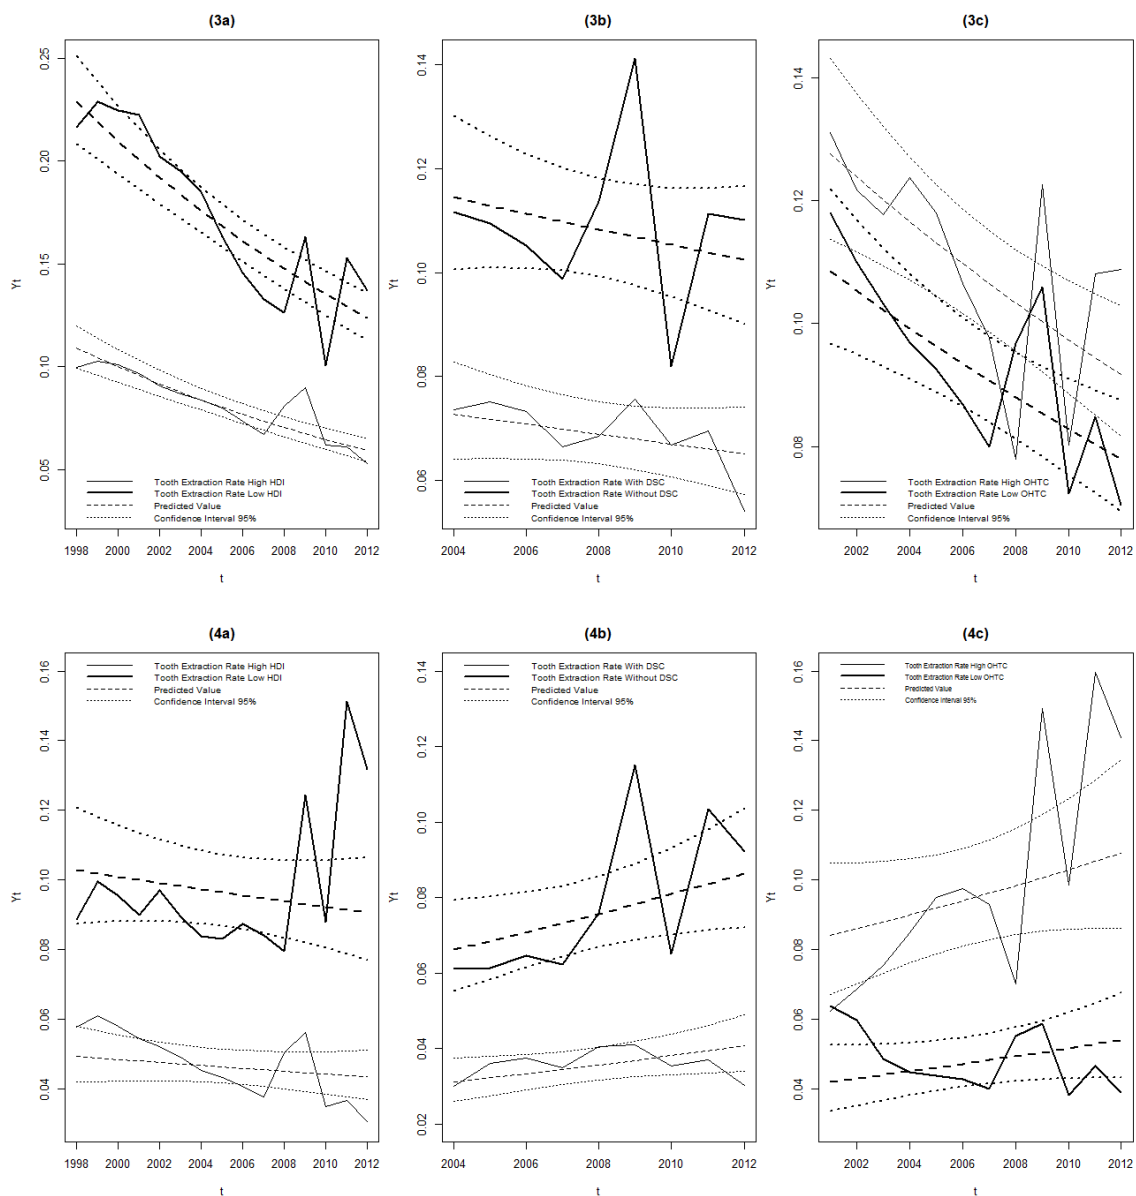 (3a)
0.05 0.10 0.15 0.20 0.25
Yt
Tooth Extraction Rate High HDI
Tooth Extraction Rate Low HDI
Predicted Value
Confidence Interval 95%
1998 2000 2002 2004 2006 2008 2010 2012
t
(3b)
0.06 0.08 0.10 0.12 0.14
Yt
Tooth Extraction Rate With DSC
Tooth Extraction Rate Without DSC
Predicted Value
Confidence Interval 95%
2004 2006 2008 2010 2012
t
(3c)
0.08 0.10 0.12 0.14
Yt
Tooth Extraction Rate High OHTC
Tooth Extraction Rate Low OHTC
Predicted Value
Confidence Interval 95%
2002 2004 2006 2008 2010 2012
t
(4a)
Tooth Extraction Rate High HDI
Tooth Extraction Rate Low HDI
Predicted Value
Confidence Interval 95%
0.04 0.06 0.08 0.10 0.12 0.14 0.16
Yt
1998 2000 2002 2004 2006 2008 2010 2012
t
(4b)
Tooth Extraction Rate With DSC
Tooth Extraction Rate Without DSC
Predicted Value
Confidence Interval 95%
0.02 0.04 0.06 0.08 0.10 0.12 0.14
Yt
2004 2006 2008 2010 2012
t
(4c)
Tooth Extraction Rate High OHTC
Tooth Extraction Rate Low OHTC
Predicted Value
Confidence Interval 95%
0.04 0.06 0.08 0.10 0.12 0.14 0.16
Yt
2002 2004 2006 2008 2010 2012
t